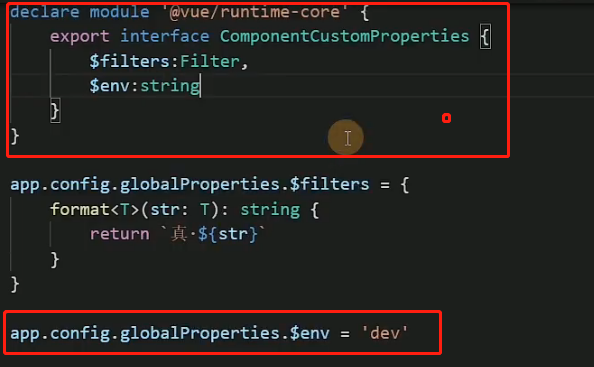 declare module '@vue/runtime-core' {
export interface ComponentCustomProperties {
$filters:Filter,
$env:string
}
}
app.config.globalProperties.$filters = {
format<T>(str: T): string {
return `真·${str}`
}
}
app.config.globalProperties.$env = 'dev'